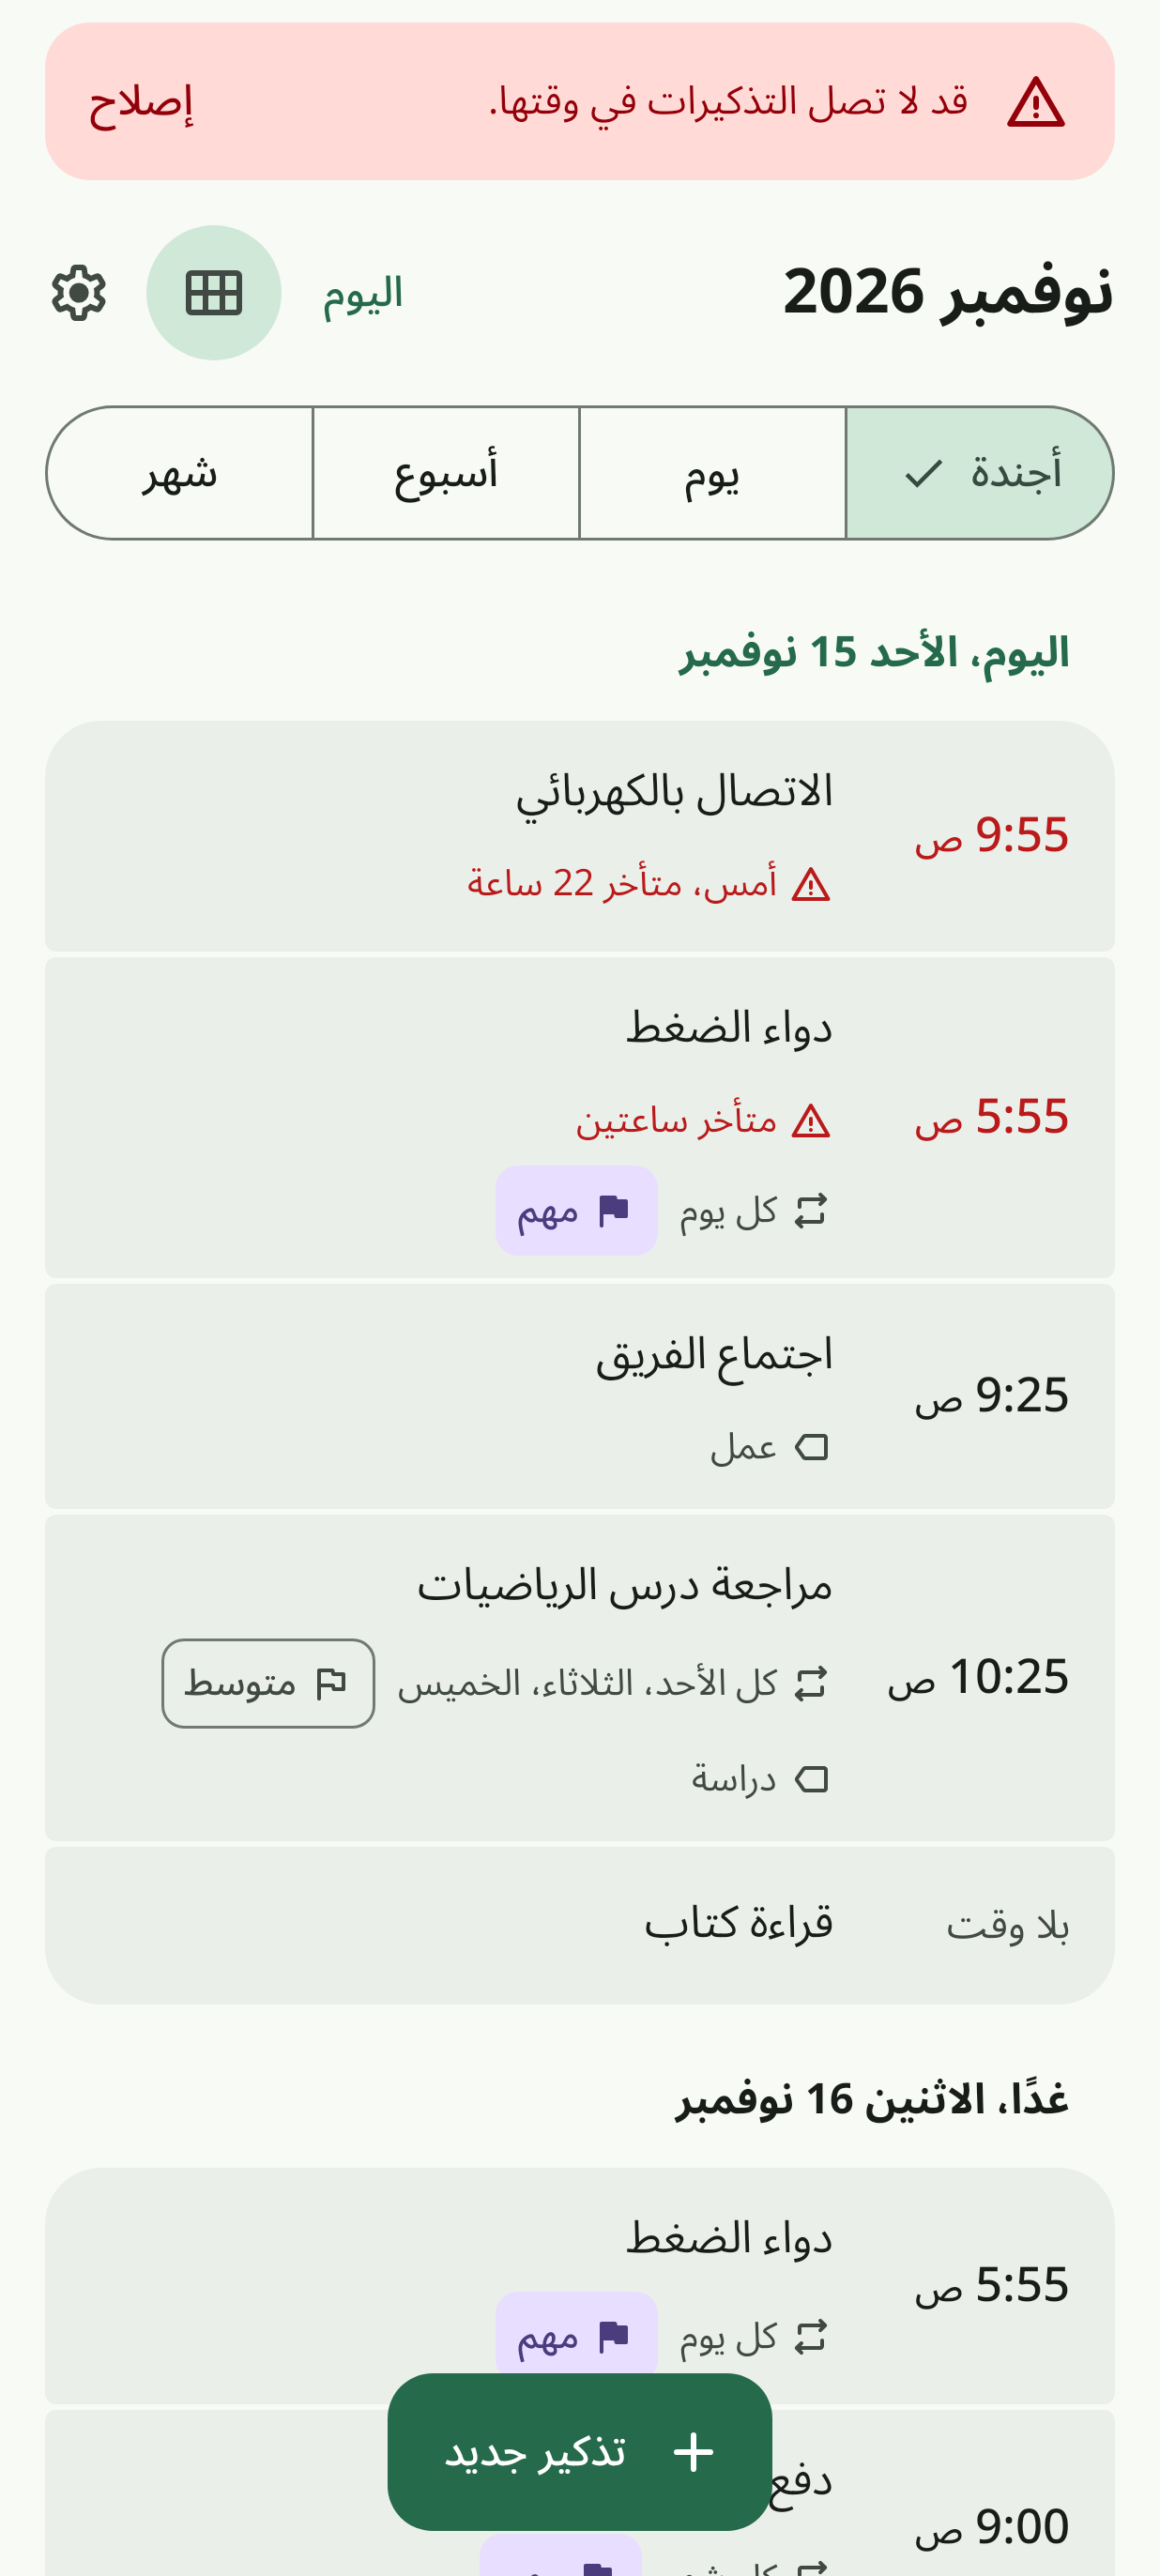 قد لا تصل التذكيرات في وقتها. إصلاح
نوفمبر 2026 اليوم
أجندة يوم أسبوع شهر
اليوم، الأحد 15 نوفمبر
9:55 ص الاتصال بالكهربائي
أمس، متأخر 22 ساعة
5:55 ص دواء الضغط
متأخر ساعتين
كل يوم مهم
9:25 ص اجتماع الفريق
عمل
10:25 ص مراجعة درس الرياضيات
كل الأحد، الثلاثاء، الخميس متوسط
دراسة
بلا وقت قراءة كتاب
غدًا، الاثنين 16 نوفمبر
5:55 ص دواء الضغط
كل يوم مهم
تذكير جديد
9:00 ص دفع